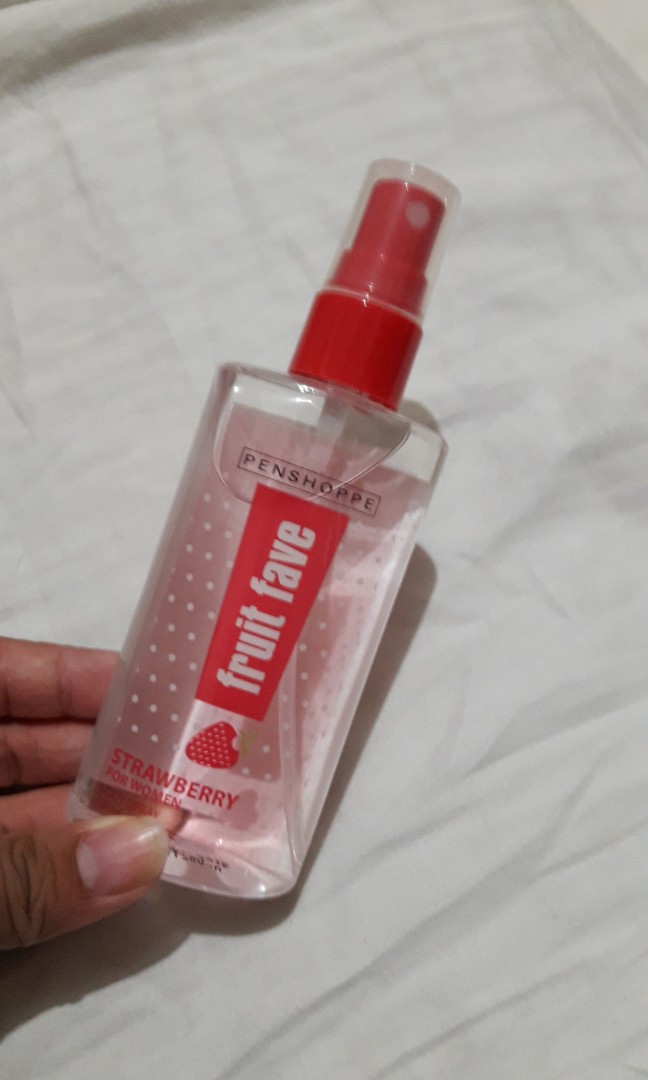 PENSHOPPE
fruit fave
STRAWBERRY
FOR WOMEN